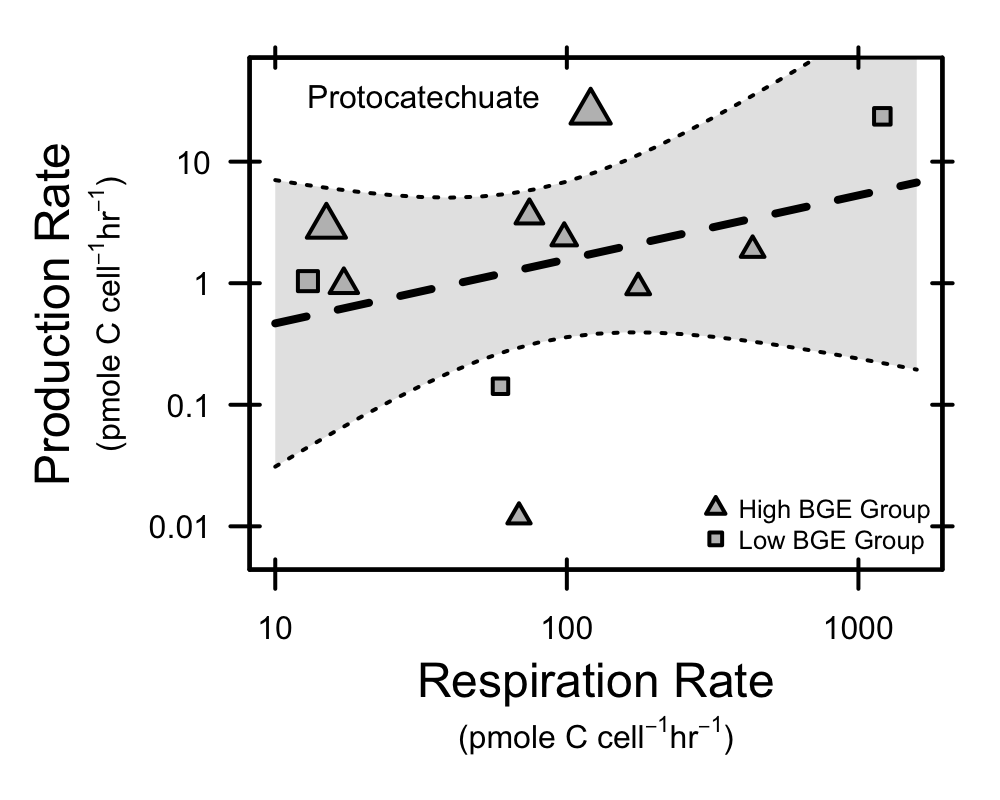 Protocatechuate
Production Rate
(pmole C cell⁻¹hr⁻¹)
10
1
0.1
0.01
High BGE Group
Low BGE Group
10 100 1000
Respiration Rate
(pmole C cell⁻¹hr⁻¹)